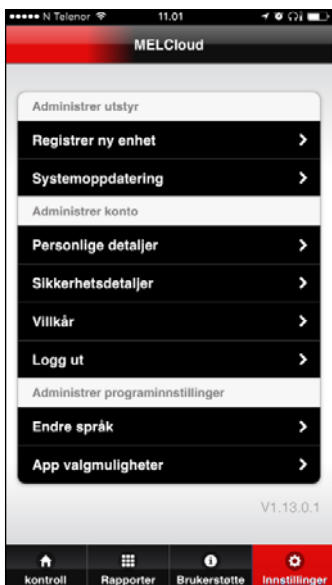 N Telenor 11.01
MELCloud
Administrer utstyr
Registrer ny enhet
Systemoppdatering
Administrer konto
Personlige detaljer
Sikkerhetsdetaljer
Villkår
Logg ut
Administrer programinnstillinger
Endre språk
App valgmuligheter
V1.13.0.1
kontroll Rapporter Brukerstøtte Innstillinger